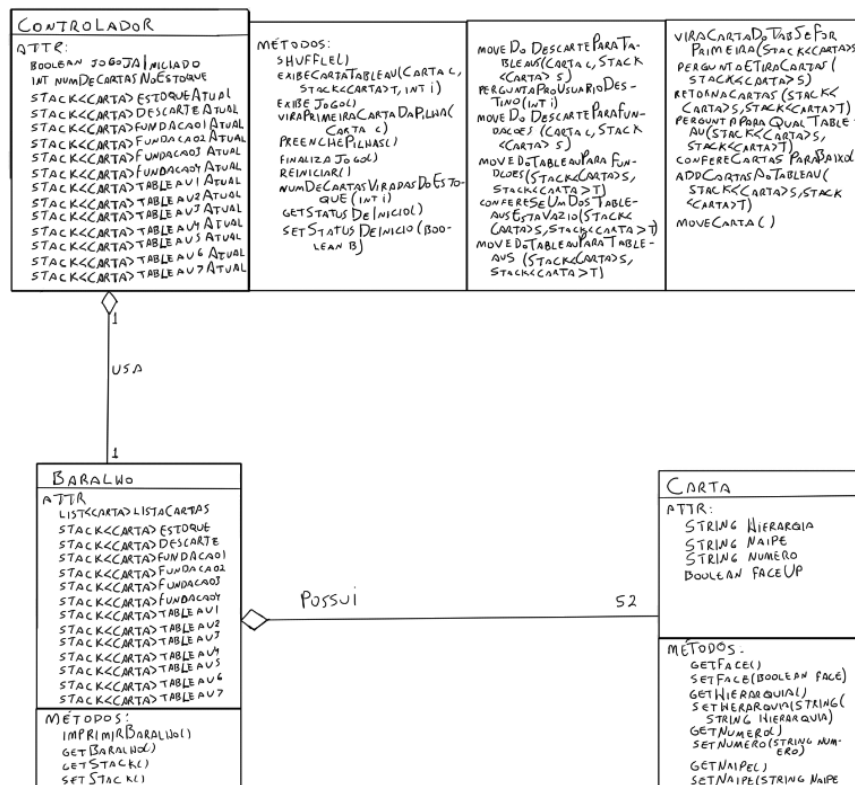 CONTROLADOR
ATTR:
BOOLEAN JOGOJAINICIADO
INT NUMDECARTASNOESTOQUE
STACK<CARTA>ESTOQUEATUAL
STACK<CARTA>DESCARTEATUAL
STACK<CARTA>FUNDACAO1ATUAL
STACK<CARTA>FUNDACAO2ATUAL
STACK<CARTA>FUNDACAO3ATUAL
STACK<CARTA>FUNDACAO4ATUAL
STACK<CARTA>TABLEAU1ATUAL
STACK<CARTA>TABLEAU2ATUAL
STACK<CARTA>TABLEAU3ATUAL
STACK<CARTA>TABLEAU4ATUAL
STACK<CARTA>TABLEAU5ATUAL
STACK<CARTA>TABLEAU6ATUAL
STACK<CARTA>TABLEAU7ATUAL
MÉTODOS:
SHUFFLE()
EXIBECARTATABLEAU(CARTA C,
STACK<CARTA>T, INT i)
EXIBEJOGO()
VIRAPRIMEIRACARTADAPILHA(
CARTA C)
PREENCHEPILHAS()
FINALIZAJOGO()
REINICIAR()
NUMDECARTASVIRADASDOESTO-
QUE(INT i)
GETSTATUSDEINICIO()
SETSTATUSDEINICIO(BOO-
LEAN B)
MOVEDODESCARTEPARATA-
BLEAUS(CARTA C, STACK
<CARTA> S)
PERGUNTAPROUSUARIODES-
TINO(INT i)
MOVEDODESCARTEPARAFUN-
DACOES(CARTA C, STACK
<CARTA> S)
MOVEDOTABLEAUPARAFUN-
DCOES(STACK<CARTA>S,
STACK<CARTA>T)
CONFERESEUMDOSTABLE-
AUSESTAVAZIO(STACK<
CARTA>S, STACK<CARTA>T)
MOVEDOTABLEAUPARATABLE-
AUS (STACK<CARTA>S,
STACK<CARTA>T)
VIRACARTADOTABSEFOR
PRIMEIRA(STACK<CARTA>S
PERGUNTAETIRACARTAS(
STACK<CARTA>S)
RETORNACARTAS(STACK<
CARTA>S,STACK<CARTA>T)
PERGUNTAPARAQUALTABLE-
AU(STACK<CARTA>S,
STACK<CARTA>T)
CONFERECARTASPARABAIXO(
ADDCARTASAOTABLEAU(
STACK<CARTA>S,STACK
<CARTA>T)
MOVECARTA()
1
USA
1
BARALHO
ATTR
LIST<CARTA>LISTACARTAS
STACK<CARTA>ESTOQUE
STACK<CARTA>DESCARTE
STACK<CARTA>FUNDACAO1
STACK<CARTA>FUNDACAO2
STACK<CARTA>FUNDACAO3
STACK<CARTA>FUNDACAO4
STACK<CARTA>TABLEAU1
STACK<CARTA>TABLEAU2
STACK<CARTA>TABLEAU3
STACK<CARTA>TABLEAU4
STACK<CARTA>TABLEAU5
STACK<CARTA>TABLEAU6
STACK<CARTA>TABLEAU7
MÉTODOS:
IMPRIMIRBARALHO()
GETBARALHO()
GETSTACK()
SETSTACK()
POSSUI
52
CARTA
ATTR:
STRING HIERARQIA
STRING NAIPE
STRING NUMERO
BOOLEAN FACEUP
MÉTODOS.
GETFACE()
SETFACE(BOOLEAN FACE)
GETHIERARQUIA()
SETHIERARQUIA(STRING(
STRING HIERARQUIA)
GETNUMERO()
SETNUMERO(STRING NUM-
ERO)
GETNAIPE()
SETNAIPE(STRING NAIPE